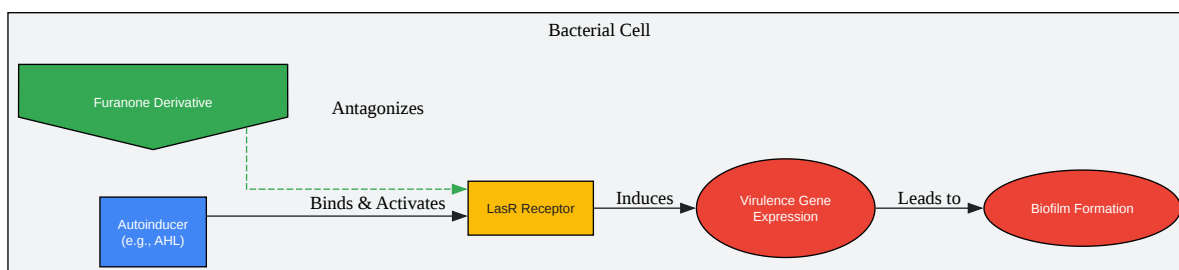 Bacterial Cell
Furanone Derivative
Antagonizes
Autoinducer
(e.g., AHL)
Binds & Activates
LasR Receptor
Induces
Virulence Gene
Expression
Leads to
Biofilm Formation